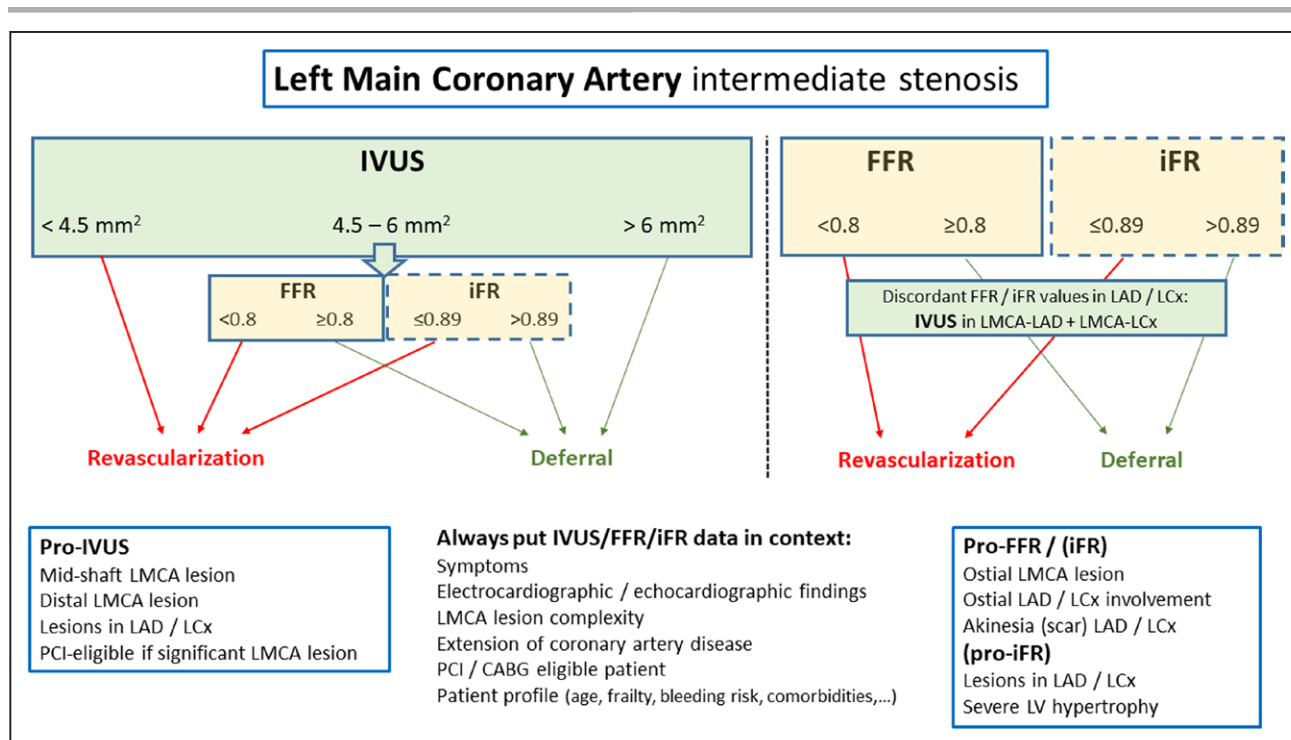 Left Main Coronary Artery intermediate stenosis
IVUS
< 4.5 mm²
4.5 – 6 mm²
> 6 mm²
FFR
<0.8
≥0.8
iFR
≤0.89
>0.89
Revascularization
Deferral
FFR
<0.8
≥0.8
iFR
≤0.89
>0.89
Discordant FFR / iFR values in LAD / LCx:
IVUS in LMCA-LAD + LMCA-LCx
Revascularization
Deferral
Pro-IVUS
Mid-shaft LMCA lesion
Distal LMCA lesion
Lesions in LAD / LCx
PCI-eligible if significant LMCA lesion
Always put IVUS/FFR/iFR data in context:
Symptoms
Electrocardiographic / echocardiographic findings
LMCA lesion complexity
Extension of coronary artery disease
PCI / CABG eligible patient
Patient profile (age, frailty, bleeding risk, comorbidities,...)
Pro-FFR / (iFR)
Ostial LMCA lesion
Ostial LAD / LCx involvement
Akinesia (scar) LAD / LCx
(pro-iFR)
Lesions in LAD / LCx
Severe LV hypertrophy